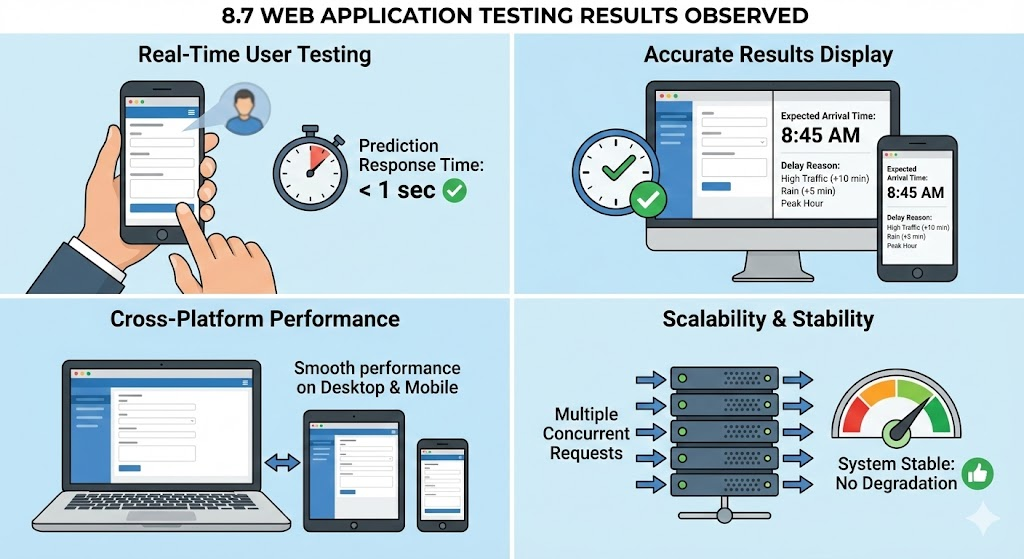 8.7 WEB APPLICATION TESTING RESULTS OBSERVED
Real-Time User Testing
Prediction
Response Time:
< 1 sec
Accurate Results Display
Expected Arrival Time:
8:45 AM
Delay Reason:
High Traffic (+10 min)
Rain (+5 min)
Peak Hour
Expected
Arrival Time:
8:45 AM
Delay Reason:
High Traffic (+10 min)
Rain (+5 min)
Peak Hour
Cross-Platform Performance
Smooth performance
on Desktop & Mobile
Scalability & Stability
Multiple
Concurrent
Requests
System Stable:
No Degradation